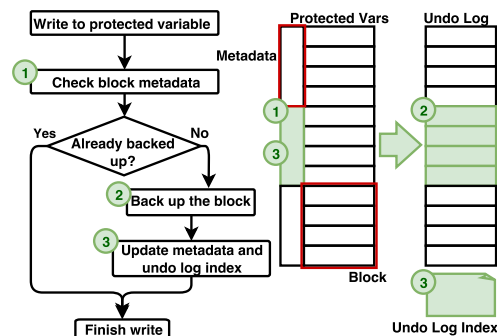 Write to protected variable
1
Check block metadata
Yes
No
Already backed
up?
2
Back up the block
3
Update metadata and
undo log index
Finish write
Protected Vars
Metadata
1
3
Block
Undo Log
2
3
Undo Log Index